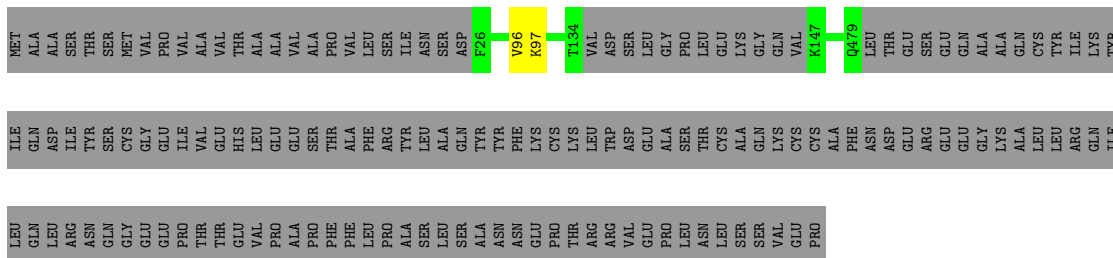 MET ALA ALA SER THR SER MET VAL PRO VAL ALA VAL THR ALA ALA VAL ALA PRO VAL LEU SER ILE ASN SER SER ASP F26 V96 K97 T134 VAL ASP SER LEU GLY PRO LEU GLU LYS GLY GLN VAL K147 Q479 LEU THR GLU SER GLU GLN ALA ALA GLN CYS TYR ILE LYS TYR
ILE GLN ASP ILE TYR SER CYS GLY GLU ILE VAL GLU HIS LEU GLU GLU SER THR ALA PHE ARG TYR LEU ALA GLN TYR TYR PHE LYS CYS LYS LEU TRP ASP GLU ALA SER THR CYS ALA GLN LYS CYS CYS ALA PHE ASN ASP GLU ARG GLU GLU GLY LYS ALA LEU LEU ARG GLN ILE
LEU GLN LEU ARG ASN GLN GLY GLU GLU PRO THR THR GLU VAL PRO ALA PRO PHE PHE LEU PRO ALA SER LEU SER ALA ASN ASN GLU PRO THR ARG ARG VAL GLU PRO LEU ASN LEU SER SER VAL GLU PRO